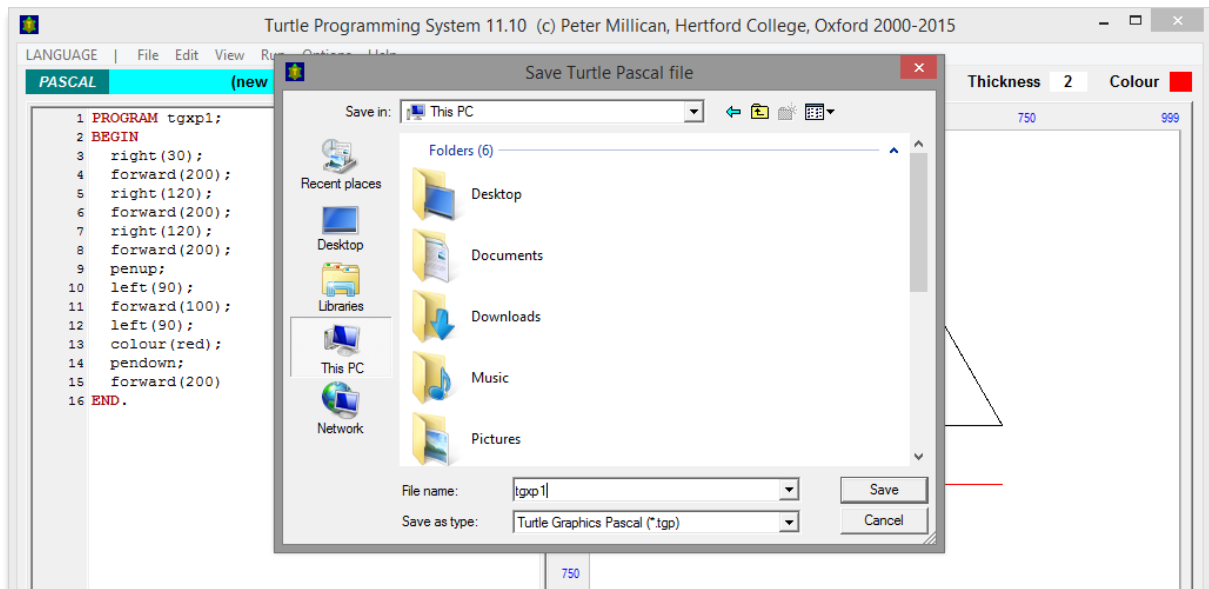 Turtle Programming System 11.10 (c) Peter Millican, Hertford College, Oxford 2000-2015
LANGUAGE | File Edit View Run Options Help
PASCAL (new Thickness 2 Colour
Save Turtle Pascal file
Save in: This PC
750 999
1 PROGRAM tgxp1;
2 BEGIN
3 right(30);
4 forward(200);
5 right(120);
6 forward(200);
7 right(120);
8 forward(200);
9 penup;
10 left(90);
11 forward(100);
12 left(90);
13 colour(red);
14 pendown;
15 forward(200)
16 END.
Recent places
Desktop
Libraries
This PC
Network
Folders (6)
Desktop
Documents
Downloads
Music
Pictures
File name: tgxp1 Save
Save as type: Turtle Graphics Pascal (*.tgp) Cancel
750